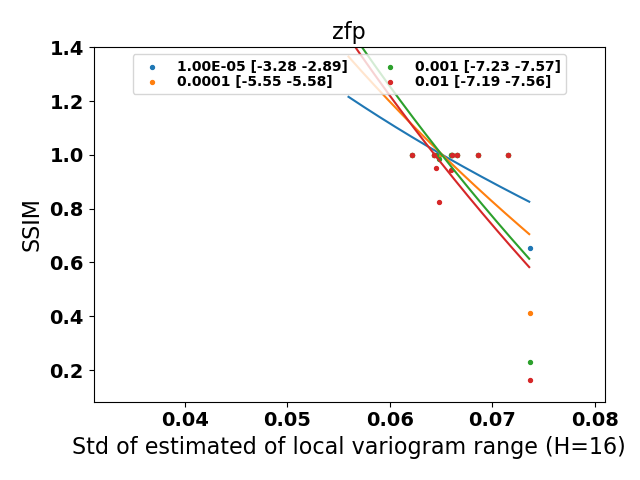 zfp
1.00E-05 [-3.28 -2.89]
0.0001 [-5.55 -5.58]
0.001 [-7.23 -7.57]
0.01 [-7.19 -7.56]
SSIM
1.4
1.2
1.0
0.8
0.6
0.4
0.2
0.04 0.05 0.06 0.07 0.08
Std of estimated of local variogram range (H=16)